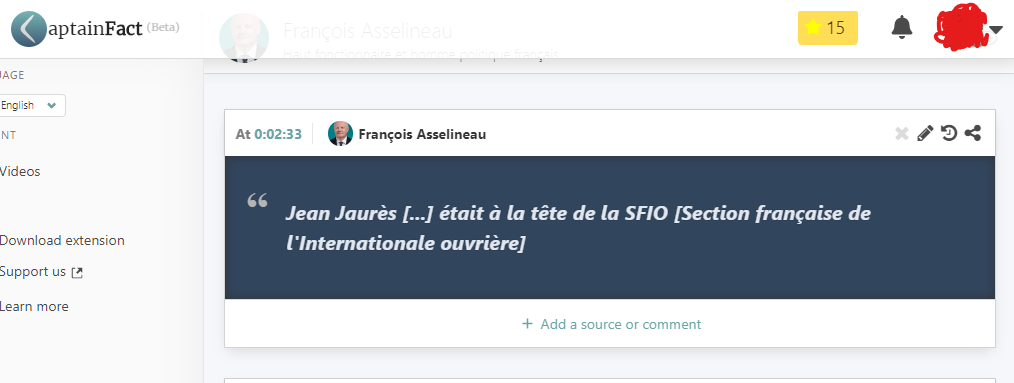 aptainFact (Beta)
François Asselineau
Haut fonctionnaire et homme politique français
15
UAGE
English
ENT
Videos
Download extension
Support us
Learn more
At 0:02:33
François Asselineau
“ Jean Jaurès [...] était à la tête de la SFIO [Section française de
l'Internationale ouvrière]
+ Add a source or comment